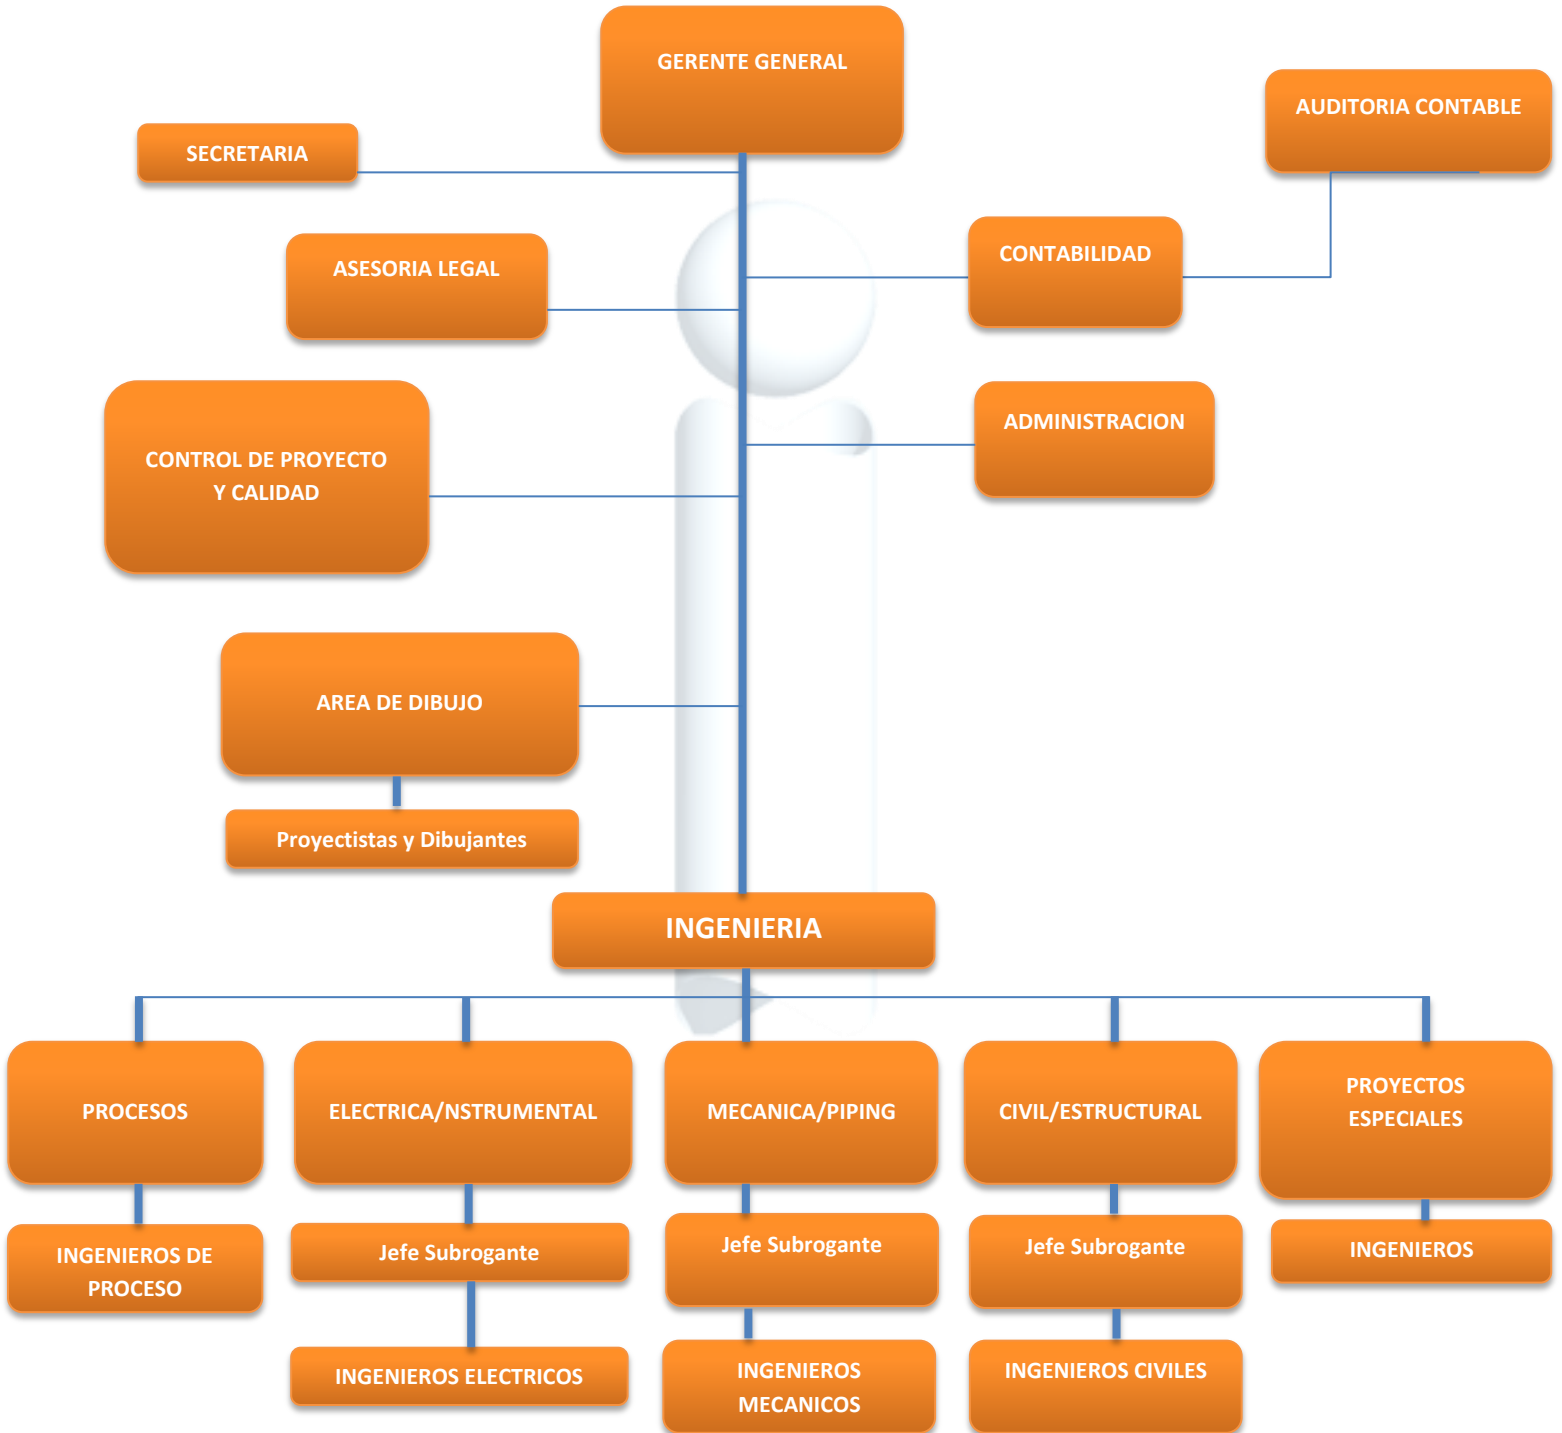 GERENTE GENERAL
AUDITORIA CONTABLE
SECRETARIA
CONTABILIDAD
ASESORIA LEGAL
ADMINISTRACION
CONTROL DE PROYECTO
Y CALIDAD
AREA DE DIBUJO
Proyectistas y Dibujantes
INGENIERIA
PROCESOS
ELECTRICA/NSTRUMENTAL
MECANICA/PIPING
CIVIL/ESTRUCTURAL
PROYECTOS
ESPECIALES
INGENIEROS DE
PROCESO
Jefe Subrogante
Jefe Subrogante
Jefe Subrogante
INGENIEROS
INGENIEROS ELECTRICOS
INGENIEROS
MECANICOS
INGENIEROS CIVILES